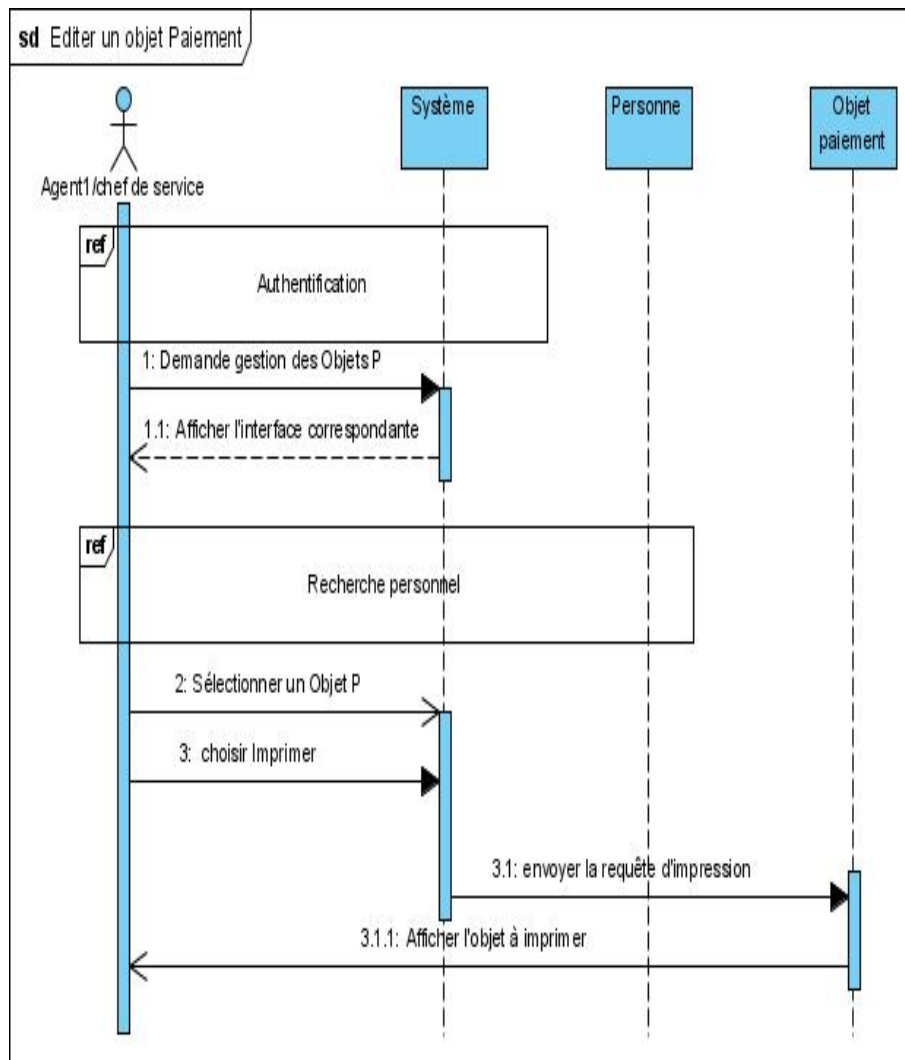 sd Editer un objet Paiement
Système
Personne
Objet
paiement
Agent1/chef de service
ref
Authentification
1: Demande gestion des Objets P
1.1: Afficher l'interface correspondante
ref
Recherche personnel
2: Sélectionner un Objet P
3: choisir Imprimer
3.1: envoyer la requête d'impression
3.1.1: Afficher l'objet à imprimer